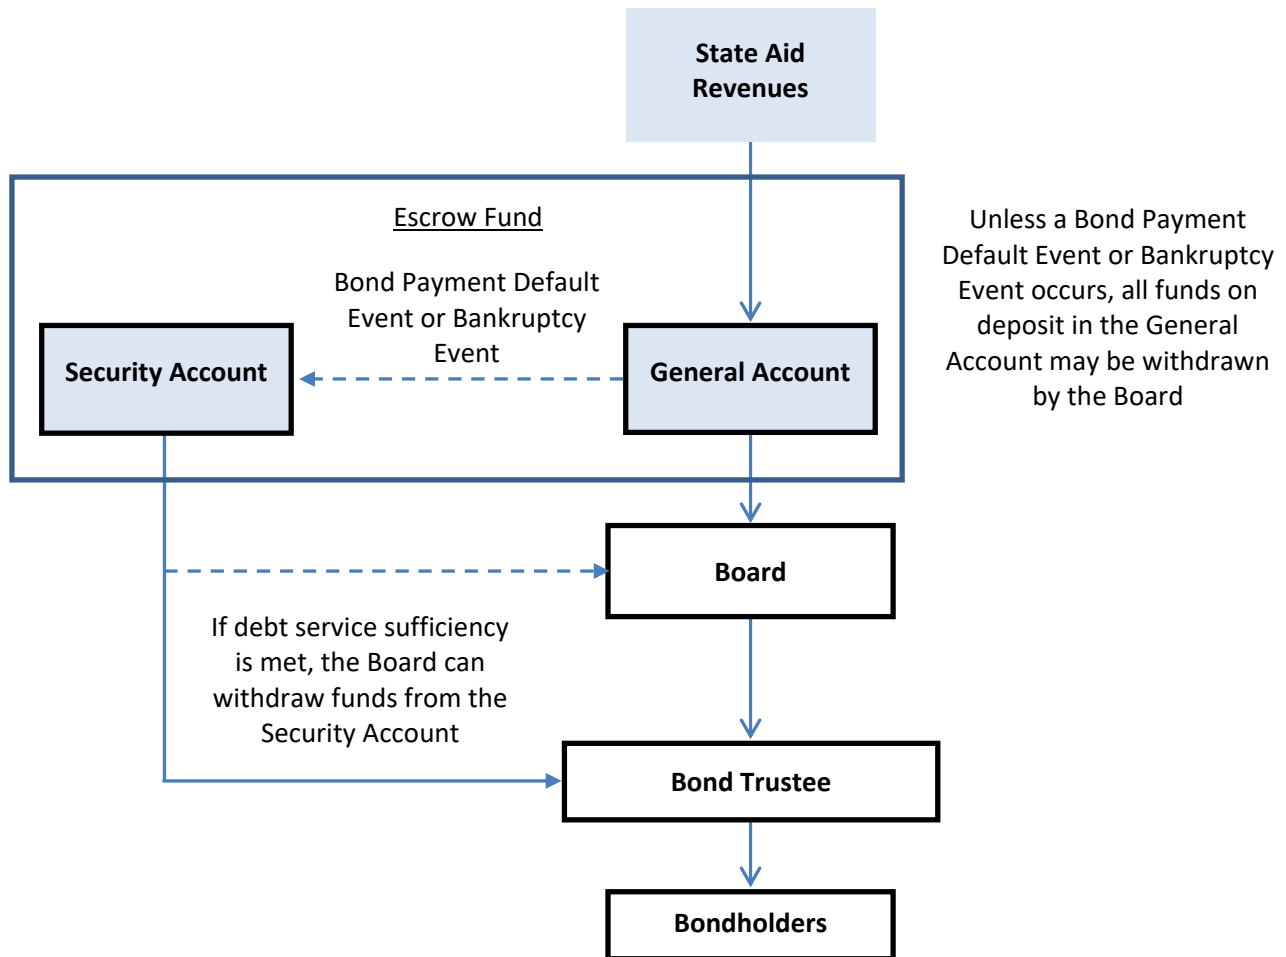 State Aid
Revenues
Escrow Fund
Bond Payment Default
Event or Bankruptcy
Event
Security Account
General Account
Unless a Bond Payment
Default Event or Bankruptcy
Event occurs, all funds on
deposit in the General
Account may be withdrawn
by the Board
Board
If debt service sufficiency
is met, the Board can
withdraw funds from the
Security Account
Bond Trustee
Bondholders